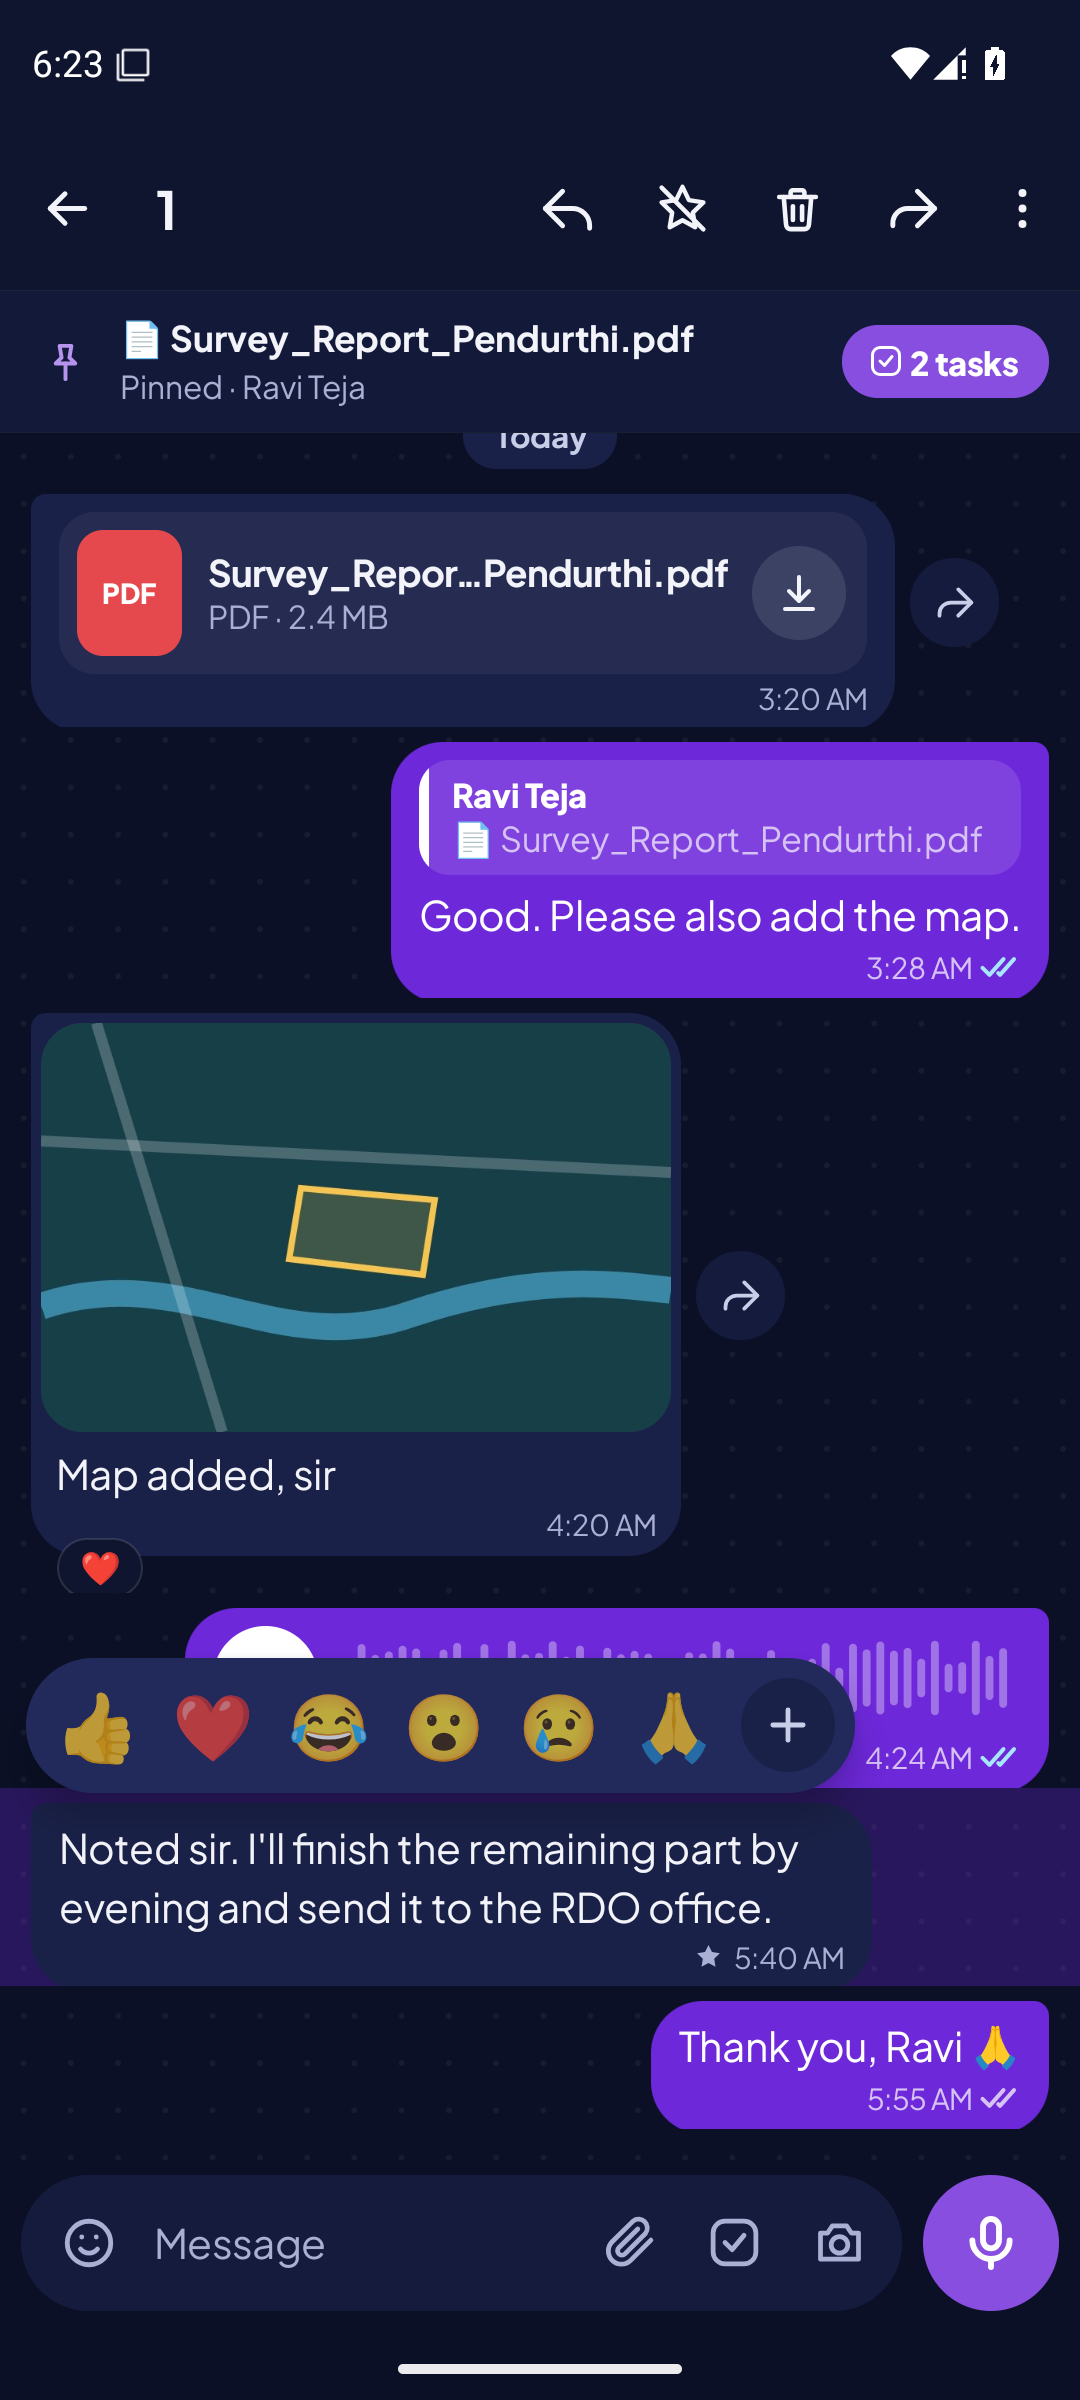 6:23
1
Survey_Report_Pendurthi.pdf
Pinned · Ravi Teja
2 tasks
Today
PDF
Survey_Repor...Pendurthi.pdf
PDF · 2.4 MB
3:20 AM
Ravi Teja
Survey_Report_Pendurthi.pdf
Good. Please also add the map.
3:28 AM
Map added, sir
4:20 AM
4:24 AM
Noted sir. I'll finish the remaining part by
evening and send it to the RDO office.
5:40 AM
Thank you, Ravi 🙏
5:55 AM
Message